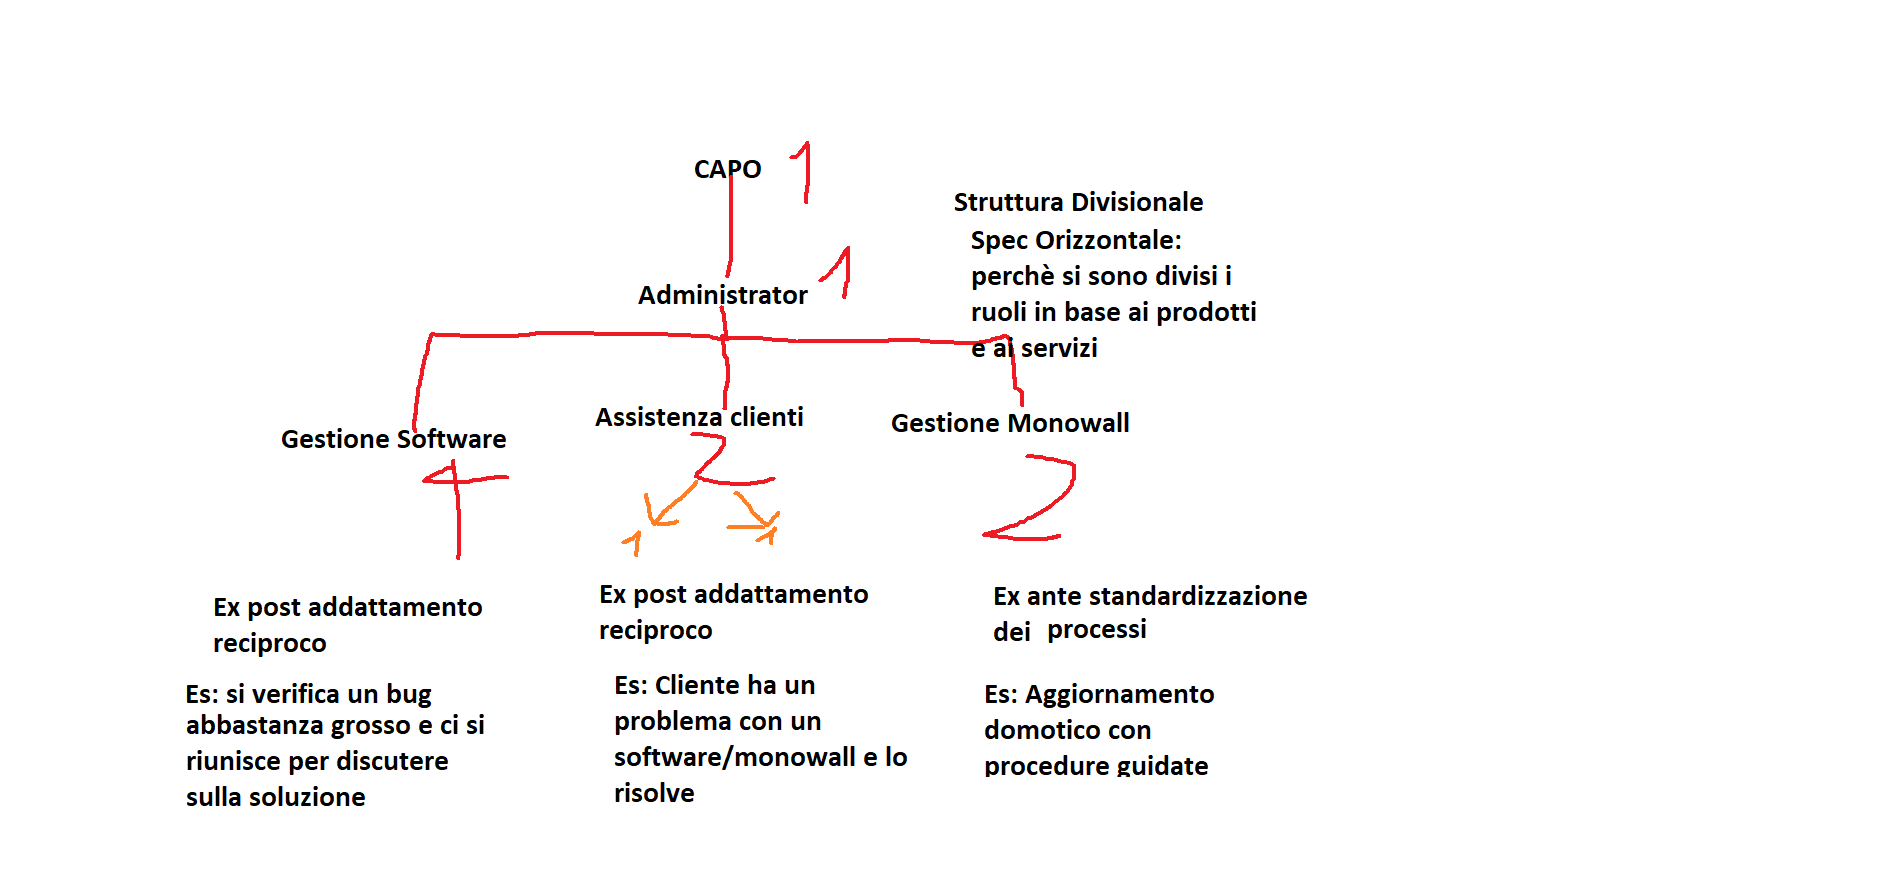 CAPO 1
Struttura Divisionale
Spec Orizzontale:
perchè si sono divisi i
ruoli in base ai prodotti
e ai servizi
Administrator 1
Gestione Software
4
Assistenza clienti
2
1 1
Gestione Monowall
2
Ex post addattamento
reciproco
Es: si verifica un bug
abbastanza grosso e ci si
riunisce per discutere
sulla soluzione
Ex post addattamento
reciproco
Es: Cliente ha un
problema con un
software/monowall e lo
risolve
Ex ante standardizzazione
dei processi
Es: Aggiornamento
domotico con
procedure guidate